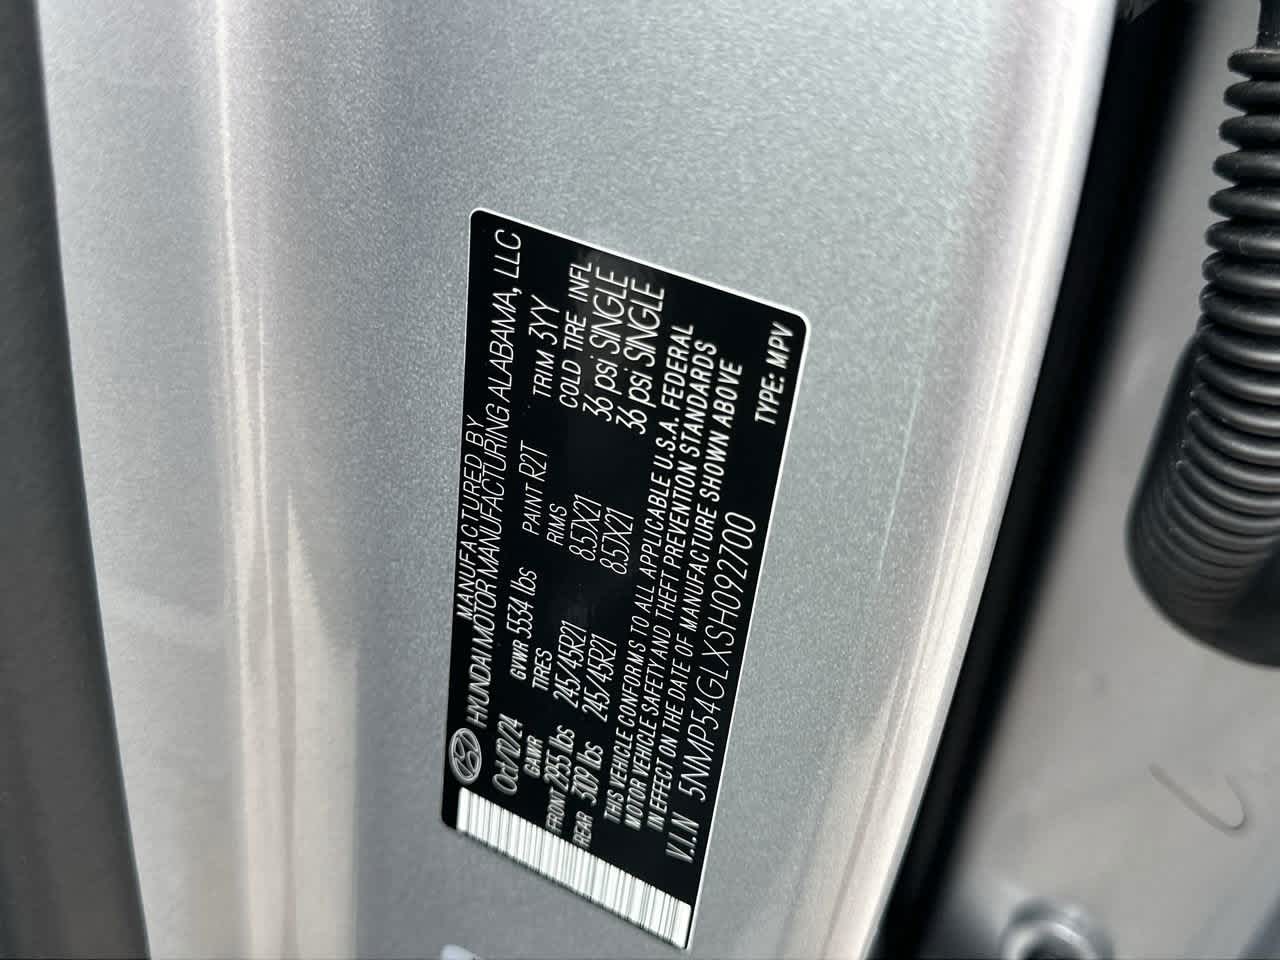 MANUFACTURED BY
HYUNDAI MOTOR MANUFACTURING ALABAMA, LLC
Oct/10/24 GVWR 5534 lbs PAINT R2T TRIM 3YY
GAWR TIRES RIMS COLD TIRE INFL
FRONT 2955 lbs 245/45R21 8.5JX21 36 psi SINGLE
REAR 3109 lbs 245/45R21 8.5JX21 36 psi SINGLE
THIS VEHICLE CONFORMS TO ALL APPLICABLE U.S.A. FEDERAL
MOTOR VEHICLE SAFETY AND THEFT PREVENTION STANDARDS
IN EFFECT ON THE DATE OF MANUFACTURE SHOWN ABOVE
V.I.N 5NMP54GLXSH092700 TYPE: MPV